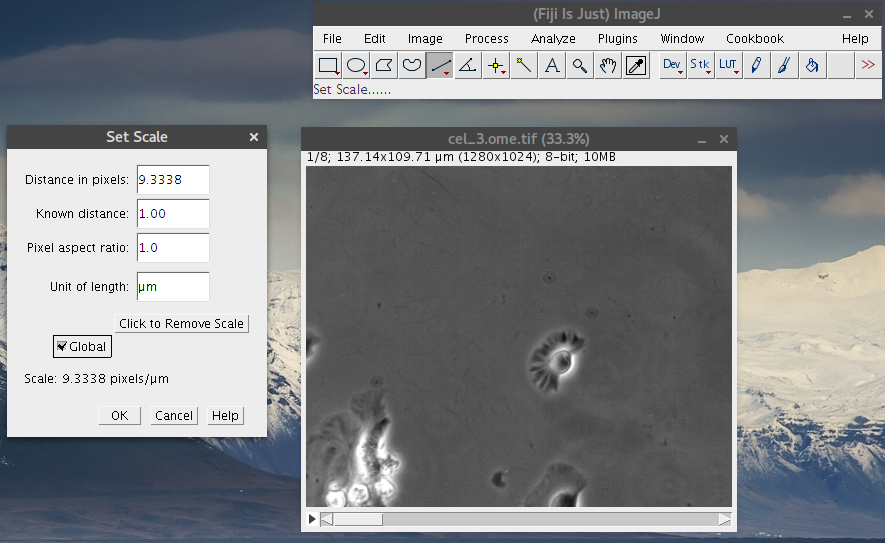 (Fiji Is Just) ImageJ
File Edit Image Process Analyze Plugins Window Cookbook Help
A Dev Stk LUT >>
Set Scale......
Set Scale
Distance in pixels: 9.3338
Known distance: 1.00
Pixel aspect ratio: 1.0
Unit of length: µm
Click to Remove Scale
Global
Scale: 9.3338 pixels/µm
OK Cancel Help
cel_3.ome.tif (33.3%)
1/8; 137.14x109.71 µm (1280x1024); 8-bit; 10MB